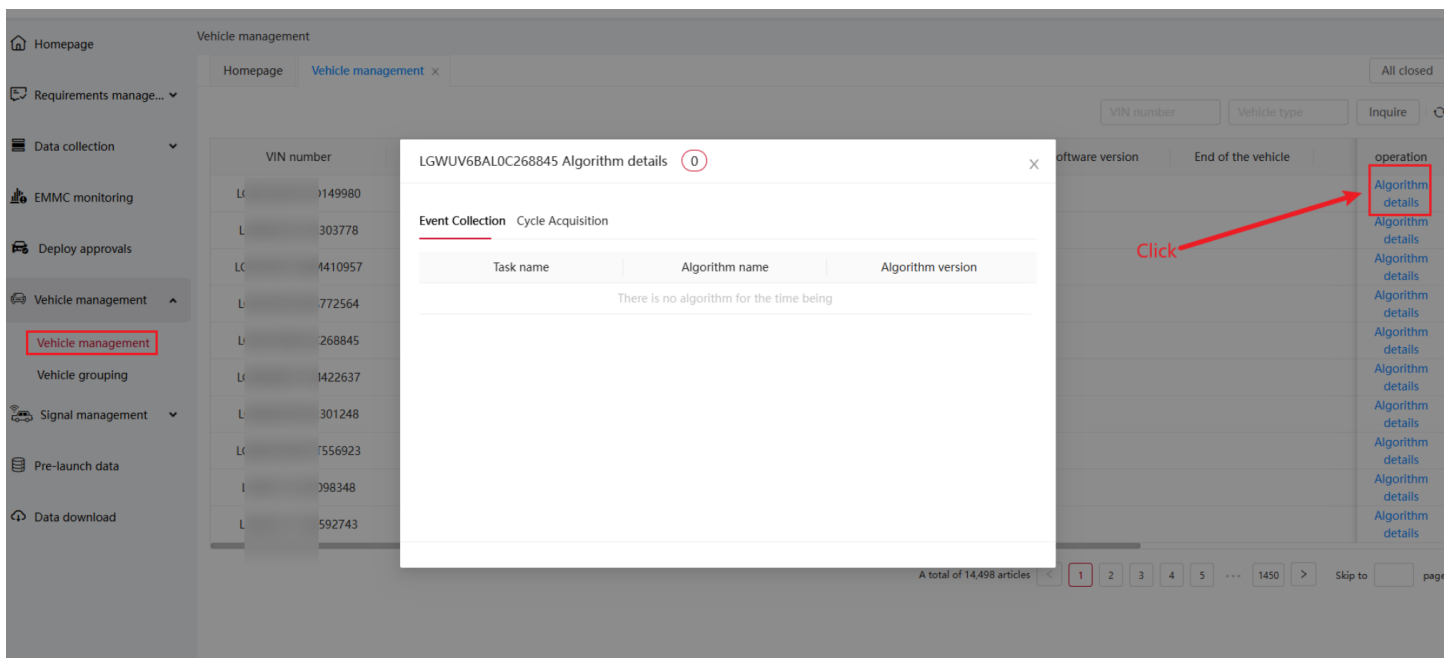 Homepage
Requirements manage...
Data collection
EMMC monitoring
Deploy approvals
Vehicle management
Vehicle management
Vehicle grouping
Signal management
Pre-launch data
Data download
Vehicle management
Homepage
Vehicle management ×
All closed
VIN number
Vehicle type
Inquire
VIN number
oftware version
End of the vehicle
operation
149980
303778
410957
772564
268845
422637
301248
556923
098348
592743
Algorithm
details
Algorithm
details
Algorithm
details
Algorithm
details
Algorithm
details
Algorithm
details
Algorithm
details
Algorithm
details
Algorithm
details
Algorithm
details
Click
LGWUV6BAL0C268845 Algorithm details 0
Event Collection Cycle Acquisition
Task name
Algorithm name
Algorithm version
There is no algorithm for the time being
A total of 14,498 articles < 1 2 3 4 5 ··· 1450 > Skip to page